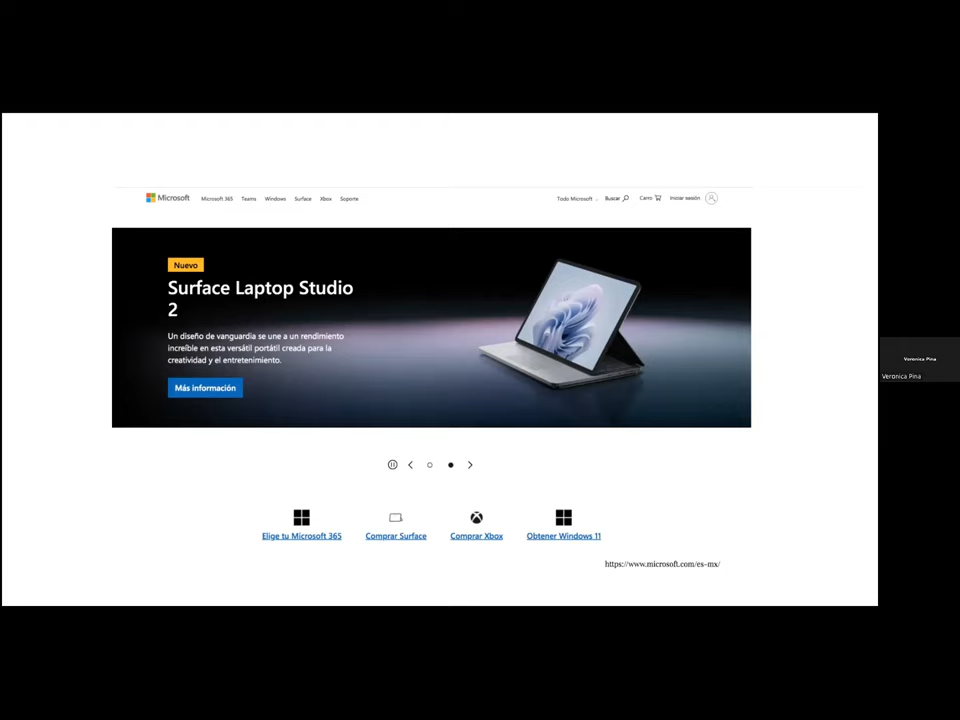 Microsoft
Microsoft 365 Teams Windows Surface Xbox Soporte
Todo Microsoft Buscar Carro Iniciar sesión
Nuevo
Surface Laptop Studio
2
Un diseño de vanguardia se une a un rendimiento
increíble en esta versátil portátil creada para la
creatividad y el entretenimiento.
Más información
Elige tu Microsoft 365 Comprar Surface Comprar Xbox Obtener Windows 11
https://www.microsoft.com/es-mx/
Veronica Pina
Veronica Pina